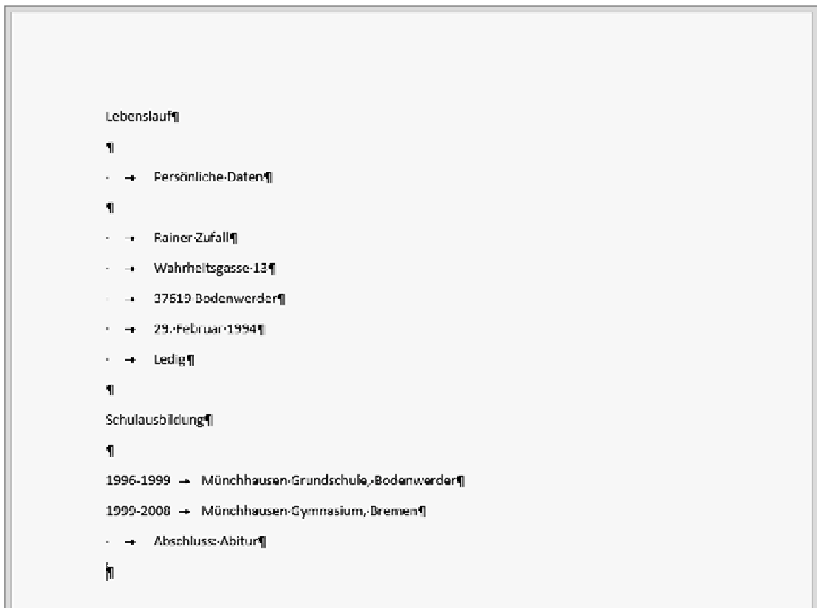 Lebenslauf¶
¶
· → Persönliche·Daten¶
¶
· → Rainer·Zufall¶
· → Wahrheitsgasse·13¶
· → 37619·Bodenwerder¶
· → 29.·Februar·1994¶
· → Ledig¶
¶
Schulausbildung¶
¶
1996-1999 → Münchhausen·Grundschule,·Bodenwerder¶
1999-2008 → Münchhausen·Gymnasium,·Bremen¶
· → Abschluss:·Abitur¶
¶